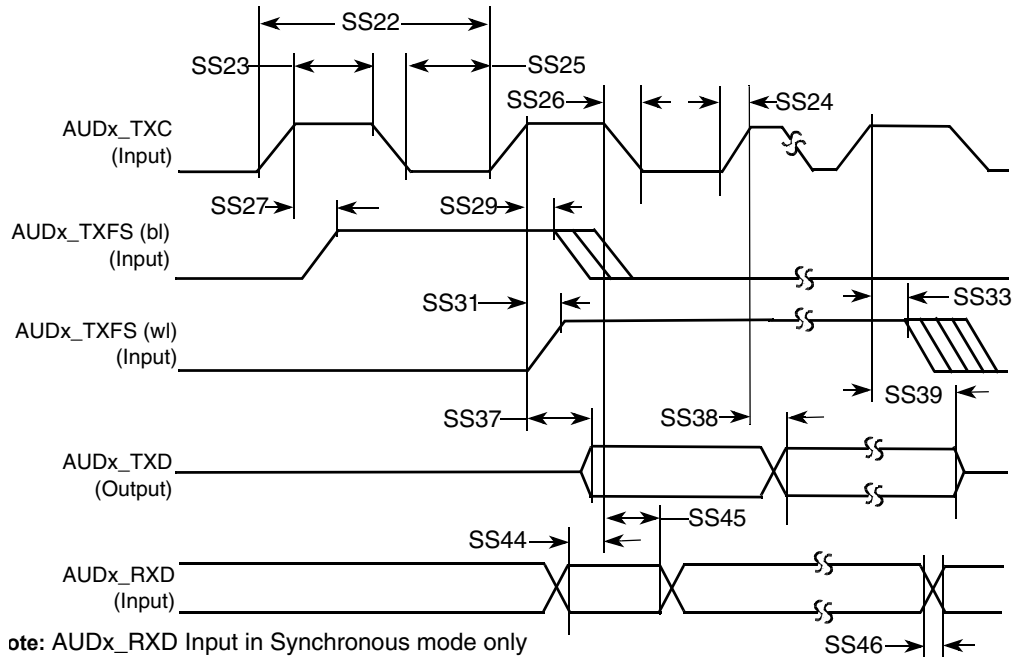 SS22
SS23
SS25
SS26
SS24
AUDx_TXC
(Input)
SS27
SS29
AUDx_TXFS (bl)
(Input)
SS31
SS33
AUDx_TXFS (wl)
(Input)
SS39
SS37
SS38
AUDx_TXD
(Output)
SS45
SS44
AUDx_RXD
(Input)
ote: AUDx_RXD Input in Synchronous mode only
SS46